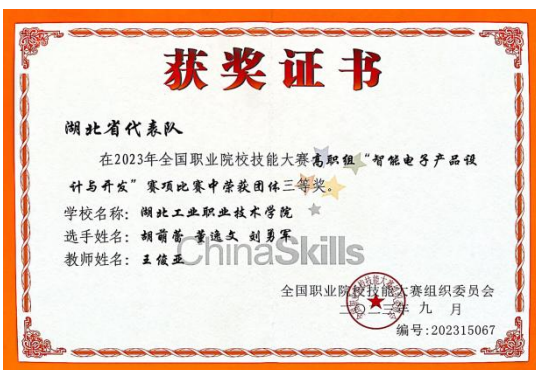 获奖证书
湖北省代表队
在2023年全国职业院校技能大赛高职组“智能电子产品设
计与开发”赛项比赛中荣获团体三等奖。
学校名称：湖北工业职业技术学院
选手姓名：胡萌蕾 董逸文 刘勇军
教师姓名：王俊亚
ChinaSkills
全国职业院校技能大赛组织委员会
二〇二三年九月
编号:202315067